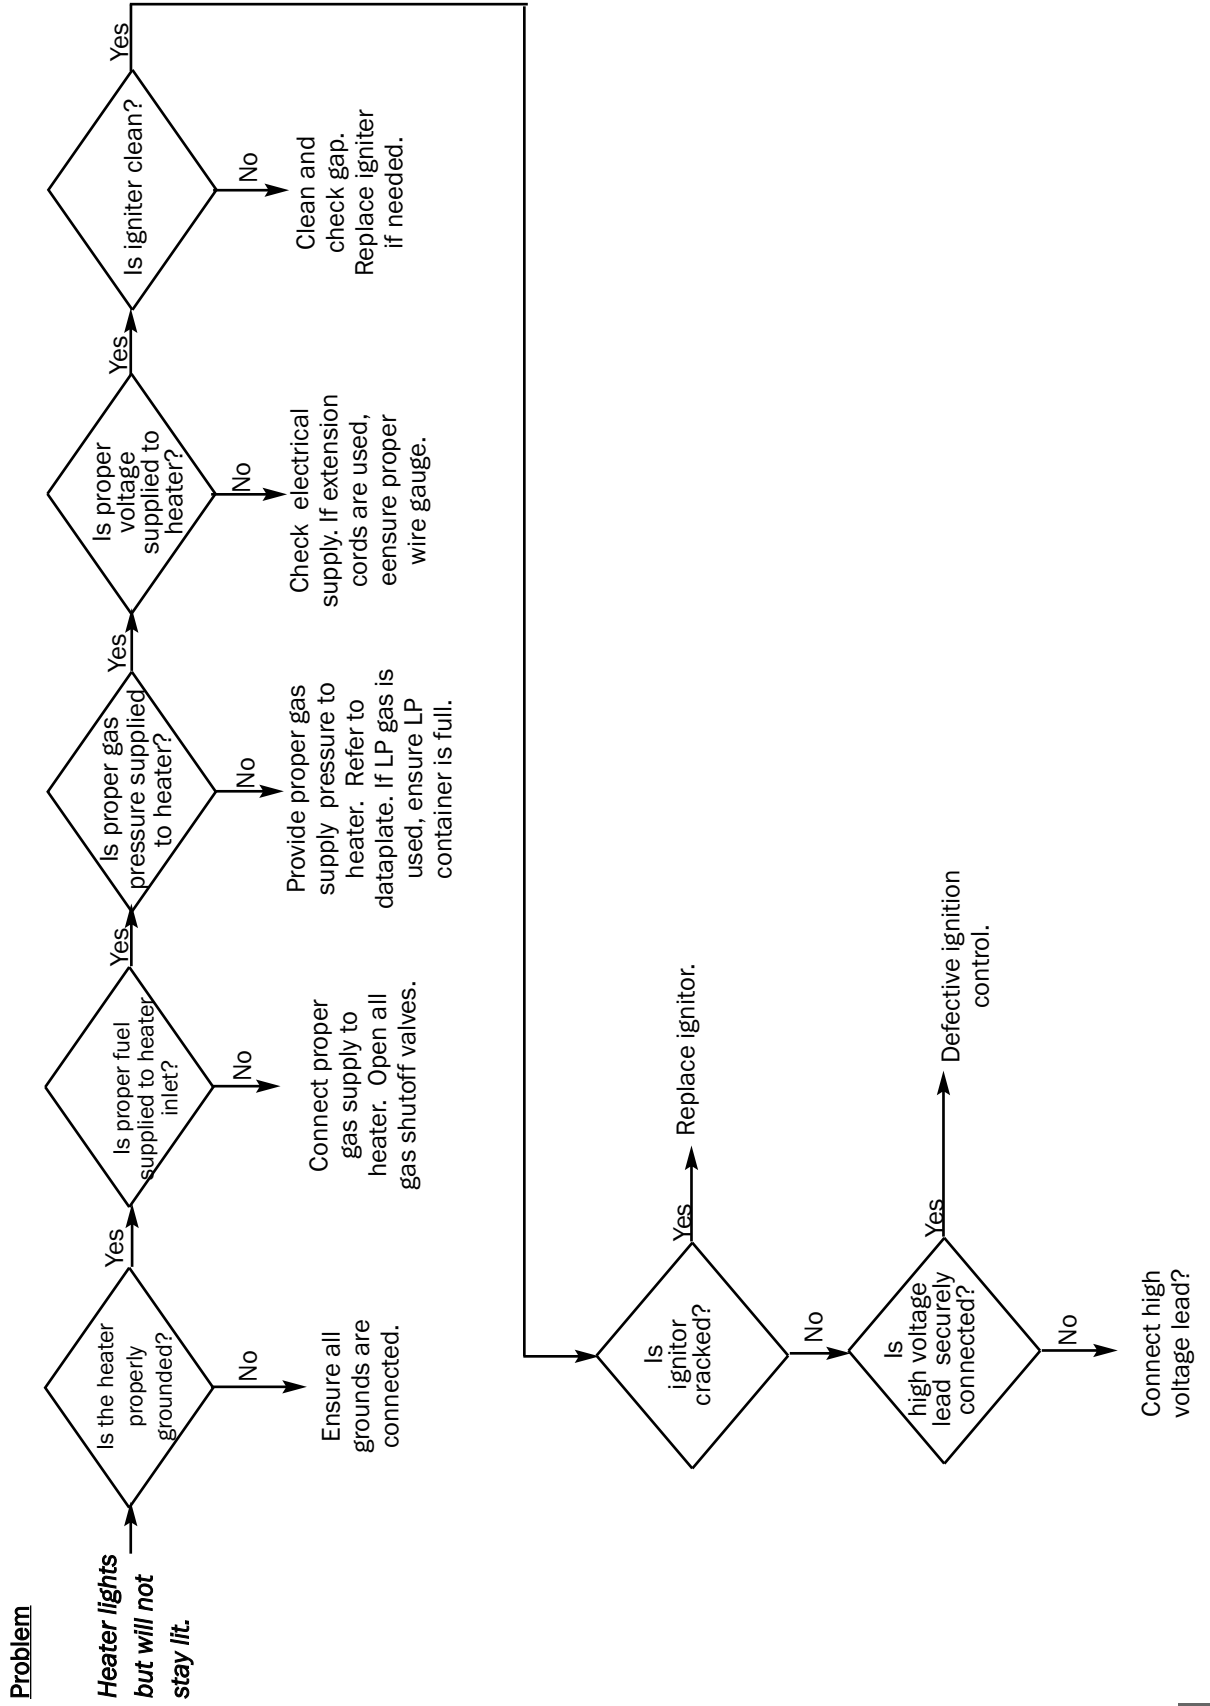 Problem
Heater lights
but will not
stay lit.
Is the heater
properly
grounded?
Yes
No
Ensure all
grounds are
connected.
Is proper fuel
supplied to heater
inlet?
Yes
No
Connect proper
gas supply to
heater. Open all
gas shutoff valves.
Is proper gas
pressure supplied
to heater?
Yes
No
Provide proper gas
supply pressure to
heater. Refer to
dataplate. If LP gas is
used, ensure LP
container is full.
Is proper
voltage
supplied to
heater?
Yes
No
Check electrical
supply. If extension
cords are used,
eensure proper
wire gauge.
Is igniter clean?
Yes
No
Clean and
check gap.
Replace igniter
if needed.
Is
ignitor
cracked?
Yes
Replace ignitor.
No
Is
high voltage
lead securely
connected?
Yes
Defective ignition
control.
No
Connect high
voltage lead?